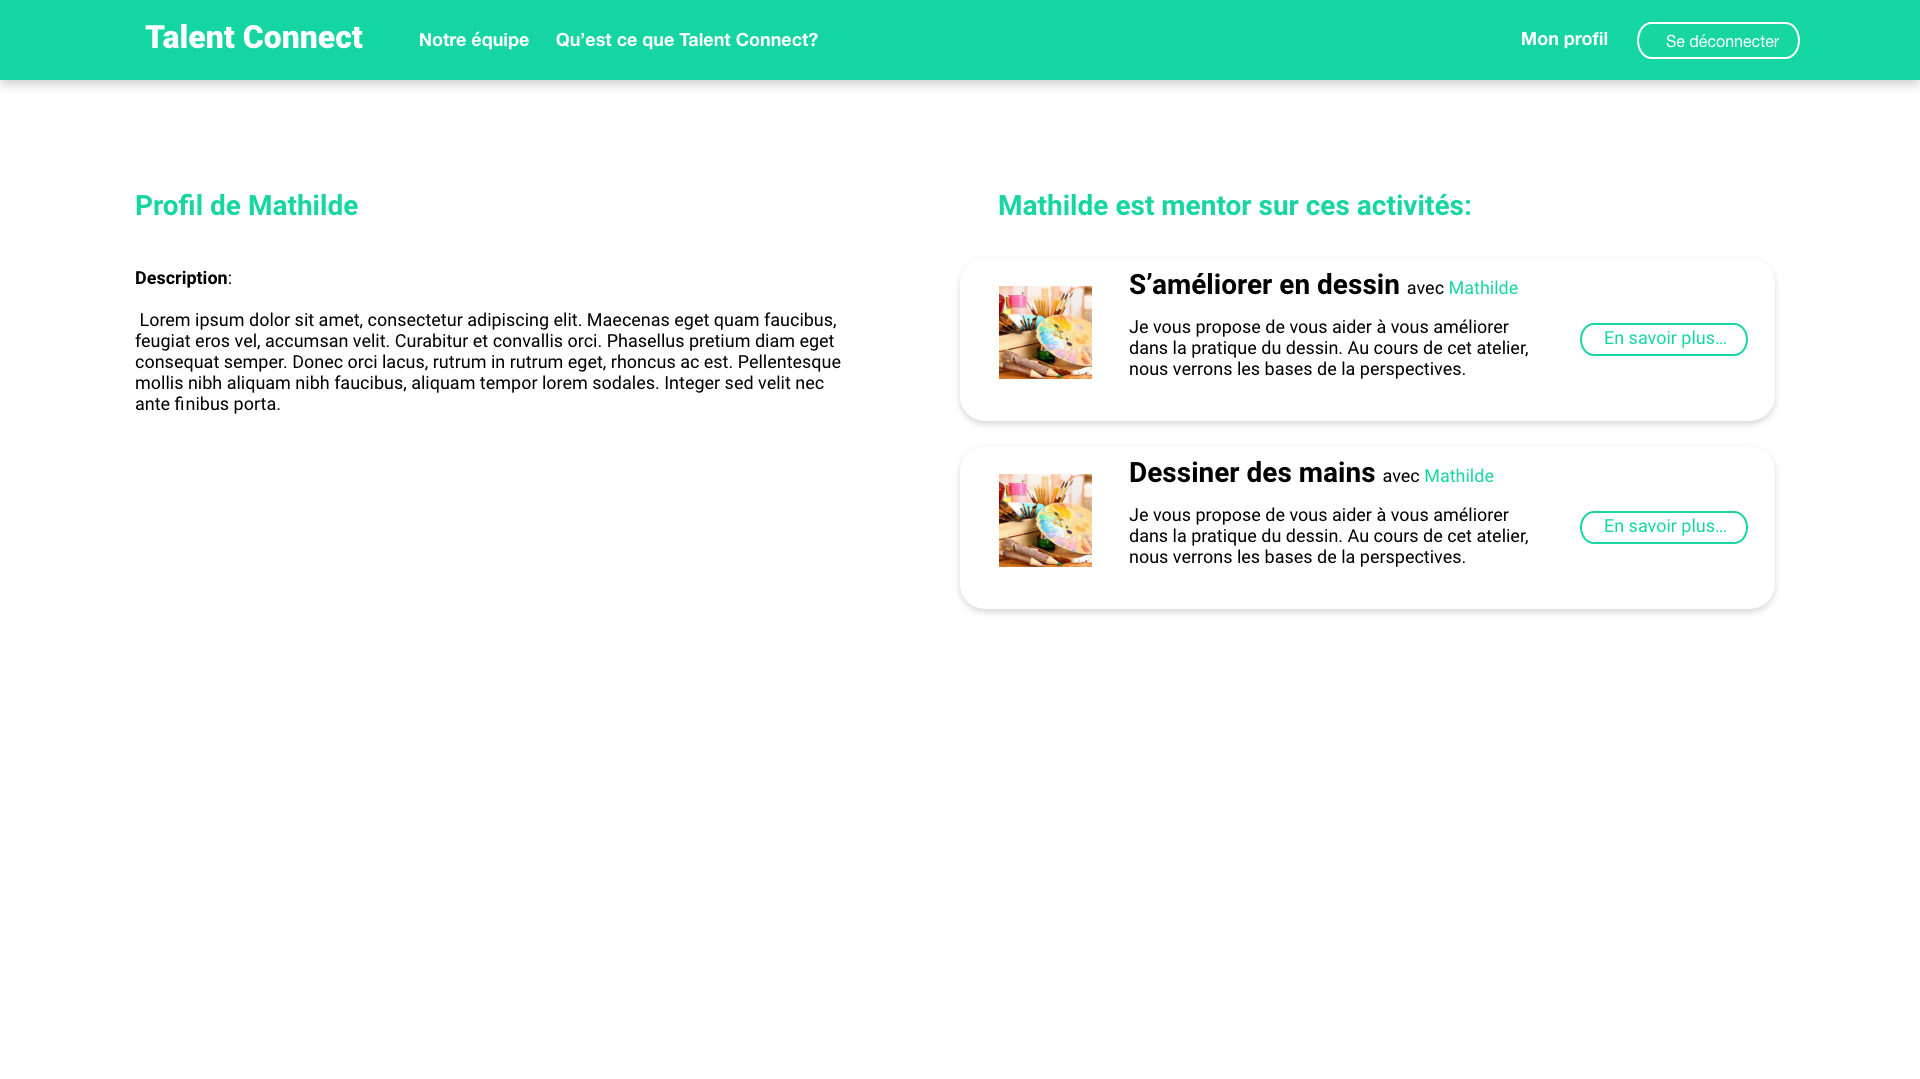 Talent Connect
Notre équipe
Qu’est ce que Talent Connect?
Mon profil
Se déconnecter
Profil de Mathilde
Description:
Lorem ipsum dolor sit amet, consectetur adipiscing elit. Maecenas eget quam faucibus,
feugiat eros vel, accumsan velit. Curabitur et convallis orci. Phasellus pretium diam eget
consequat semper. Donec orci lacus, rutrum in rutrum eget, rhoncus ac est. Pellentesque
mollis nibh aliquam nibh faucibus, aliquam tempor lorem sodales. Integer sed velit nec
ante finibus porta.
Mathilde est mentor sur ces activités:
S’améliorer en dessin avec Mathilde
Je vous propose de vous aider à vous améliorer
dans la pratique du dessin. Au cours de cet atelier,
nous verrons les bases de la perspectives.
En savoir plus...
Dessiner des mains avec Mathilde
Je vous propose de vous aider à vous améliorer
dans la pratique du dessin. Au cours de cet atelier,
nous verrons les bases de la perspectives.
En savoir plus...